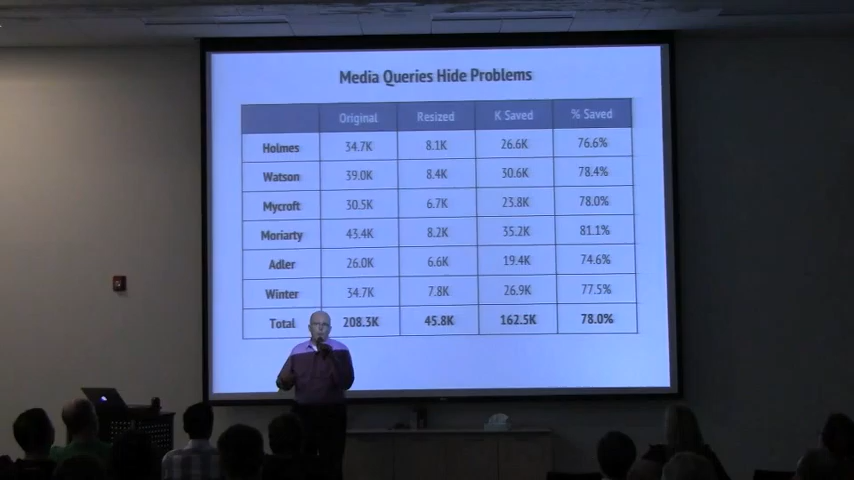 Media Queries Hide Problems
Original Resized K Saved % Saved
Holmes 34.7K 8.1K 26.6K 76.6%
Watson 39.0K 8.4K 30.6K 78.4%
Mycroft 30.5K 6.7K 23.8K 78.0%
Moriarty 43.4K 8.2K 35.2K 81.1%
Adler 26.0K 6.6K 19.4K 74.6%
Winter 34.7K 7.8K 26.9K 77.5%
Total 208.3K 45.8K 162.5K 78.0%